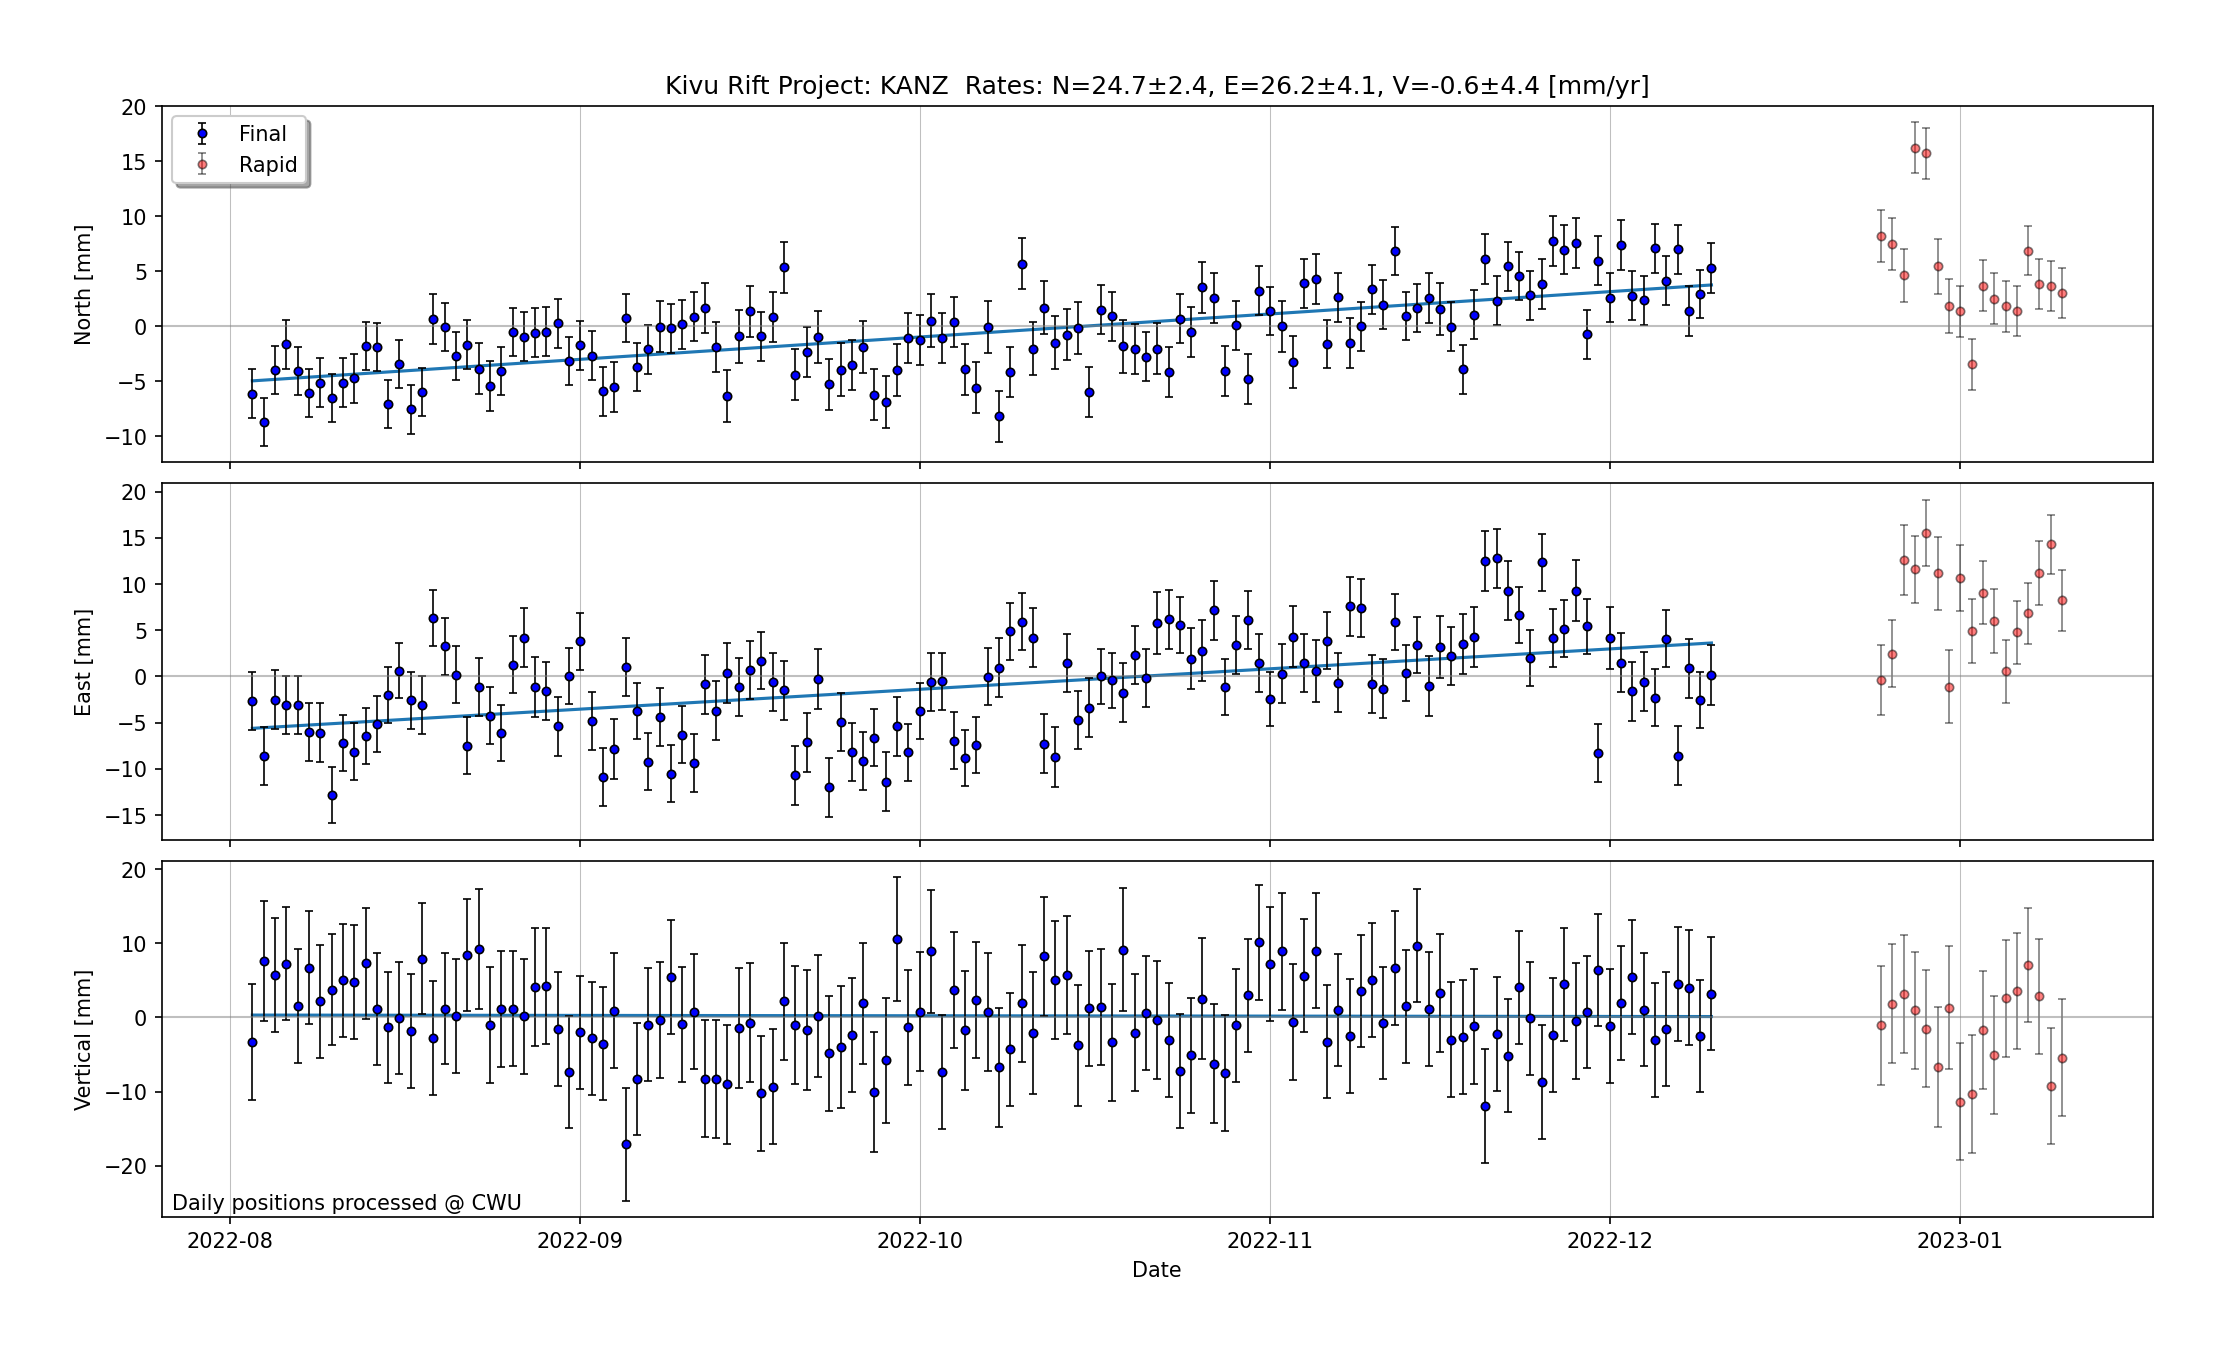 Kivu Rift Project: KANZ  Rates: N=24.7±2.4, E=26.2±4.1, V=-0.6±4.4 [mm/yr]
Final
Rapid
North [mm]
20
15
10
5
0
−5
−10
East [mm]
20
15
10
5
0
−5
−10
−15
Vertical [mm]
20
10
0
−10
−20
Daily positions processed @ CWU
2022-08 2022-09 2022-10 2022-11 2022-12 2023-01
Date